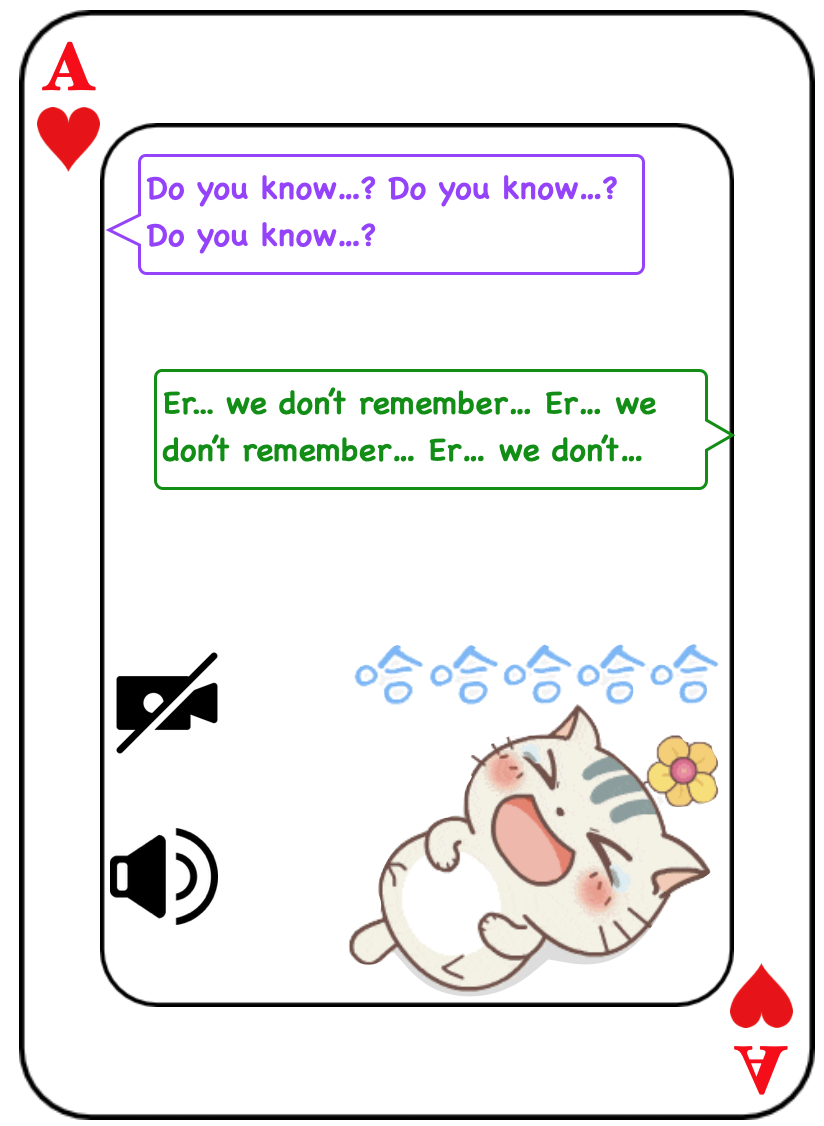 A
Do you know...? Do you know...?
Do you know...?
Er... we don't remember... Er... we
don't remember... Er... we don't...
哈哈哈哈哈
A